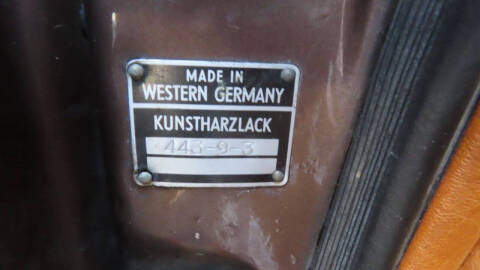 MADE IN
WESTERN GERMANY
KUNSTHARZLACK
443-9-3